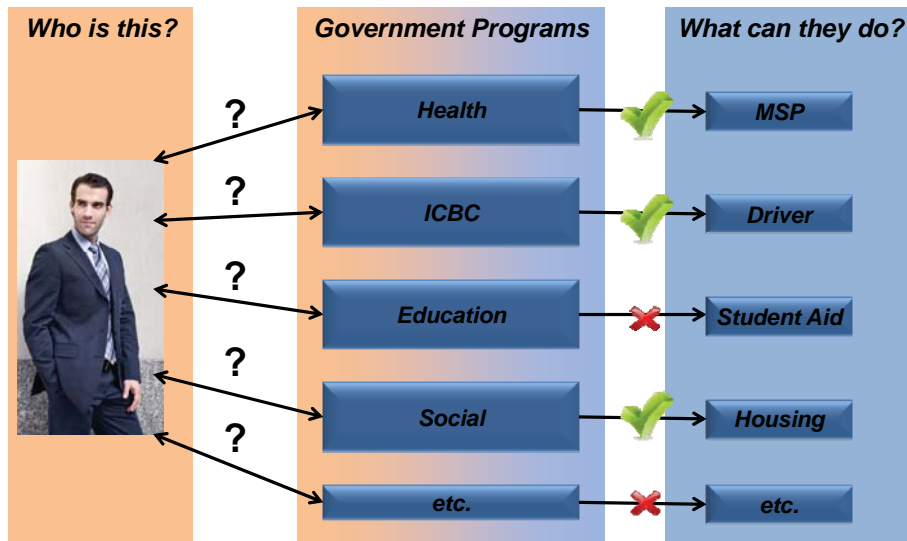 Who is this?
Government Programs
What can they do?
?
Health
MSP
?
ICBC
Driver
?
Education
Student Aid
?
Social
Housing
?
etc.
etc.